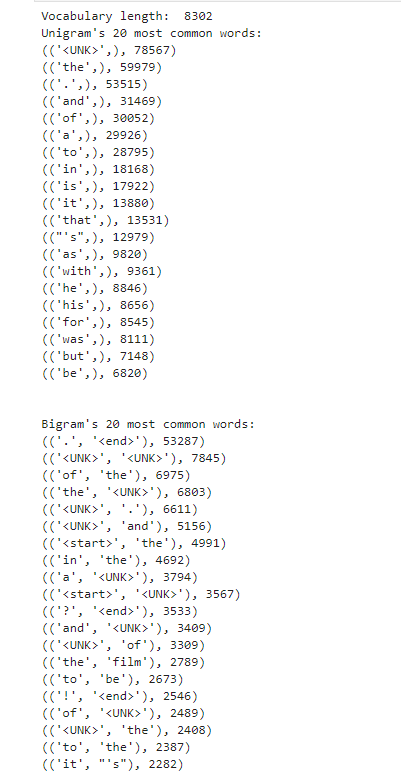 Vocabulary length:  8302
Unigram's 20 most common words:
(('<UNK>',), 78567)
(('the',), 59979)
(('.',), 53515)
(('and',), 31469)
(('of',), 30052)
(('a',), 29926)
(('to',), 28795)
(('in',), 18168)
(('is',), 17922)
(('it',), 13880)
(('that',), 13531)
(("'s",), 12979)
(('as',), 9820)
(('with',), 9361)
(('he',), 8846)
(('his',), 8656)
(('for',), 8545)
(('was',), 8111)
(('but',), 7148)
(('be',), 6820)
Bigram's 20 most common words:
(('.', '<end>'), 53287)
(('<UNK>', '<UNK>'), 7845)
(('of', 'the'), 6975)
(('the', '<UNK>'), 6803)
(('<UNK>', '.'), 6611)
(('<UNK>', 'and'), 5156)
(('<start>', 'the'), 4991)
(('in', 'the'), 4692)
(('a', '<UNK>'), 3794)
(('<start>', '<UNK>'), 3567)
(('?', '<end>'), 3533)
(('and', '<UNK>'), 3409)
(('<UNK>', 'of'), 3309)
(('the', 'film'), 2789)
(('to', 'be'), 2673)
(('!', '<end>'), 2546)
(('of', '<UNK>'), 2489)
(('<UNK>', 'the'), 2408)
(('to', 'the'), 2387)
(('it', "'s"), 2282)